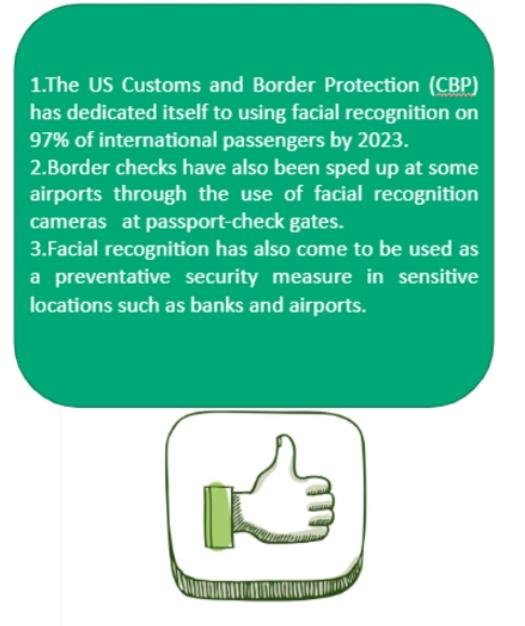 1.The US Customs and Border Protection (CBP)
has dedicated itself to using facial recognition on
97% of international passengers by 2023.
2.Border checks have also been sped up at some
airports through the use of facial recognition
cameras at passport-check gates.
3.Facial recognition has also come to be used as
a preventative security measure in sensitive
locations such as banks and airports.